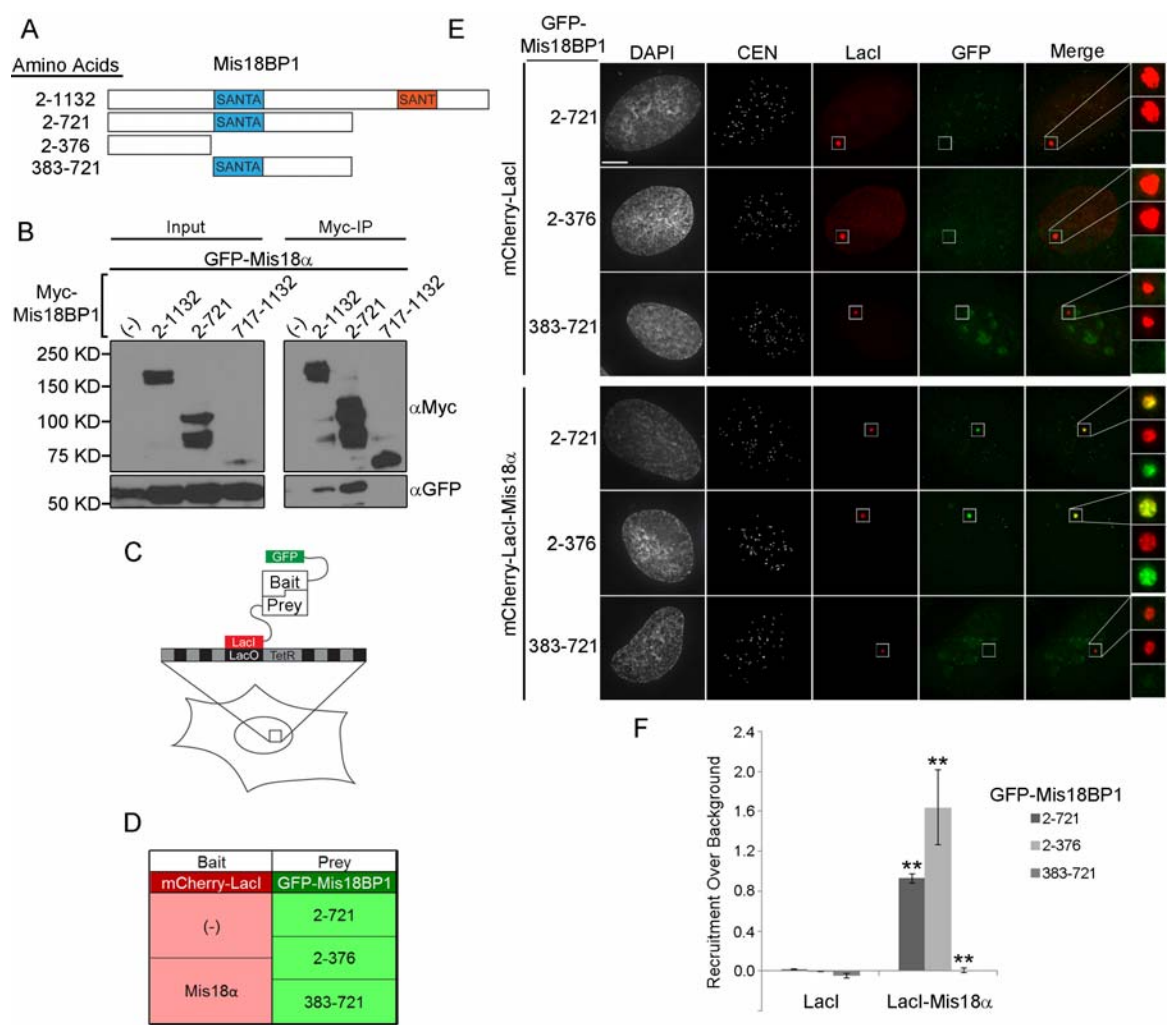 A
Amino Acids Mis18BP1
2-1132 SANTA SANT
2-721 SANTA
2-376
383-721 SANTA
B
Input Myc-IP
GFP-Mis18α
Myc-
Mis18BP1
(-) 2-1132 2-721 717-1132 (-) 2-1132 2-721 717-1132
250 KD
150 KD
100 KD
75 KD
50 KD
αMyc
αGFP
C
GFP
Bait
Prey
LacI
LacO TetR
D
Bait Prey
mCherry-LacI GFP-Mis18BP1
(-)
Mis18α
2-721
2-376
383-721
E
GFP-
Mis18BP1
DAPI CEN LacI GFP Merge
mCherry-LacI
2-721
2-376
383-721
mCherry-LacI-Mis18α
2-721
2-376
383-721
F
Recruitment Over Background
2.4
2.0
1.6
1.2
0.8
0.4
0.0
-0.4
**
**
**
LacI LacI-Mis18α
GFP-Mis18BP1
2-721
2-376
383-721